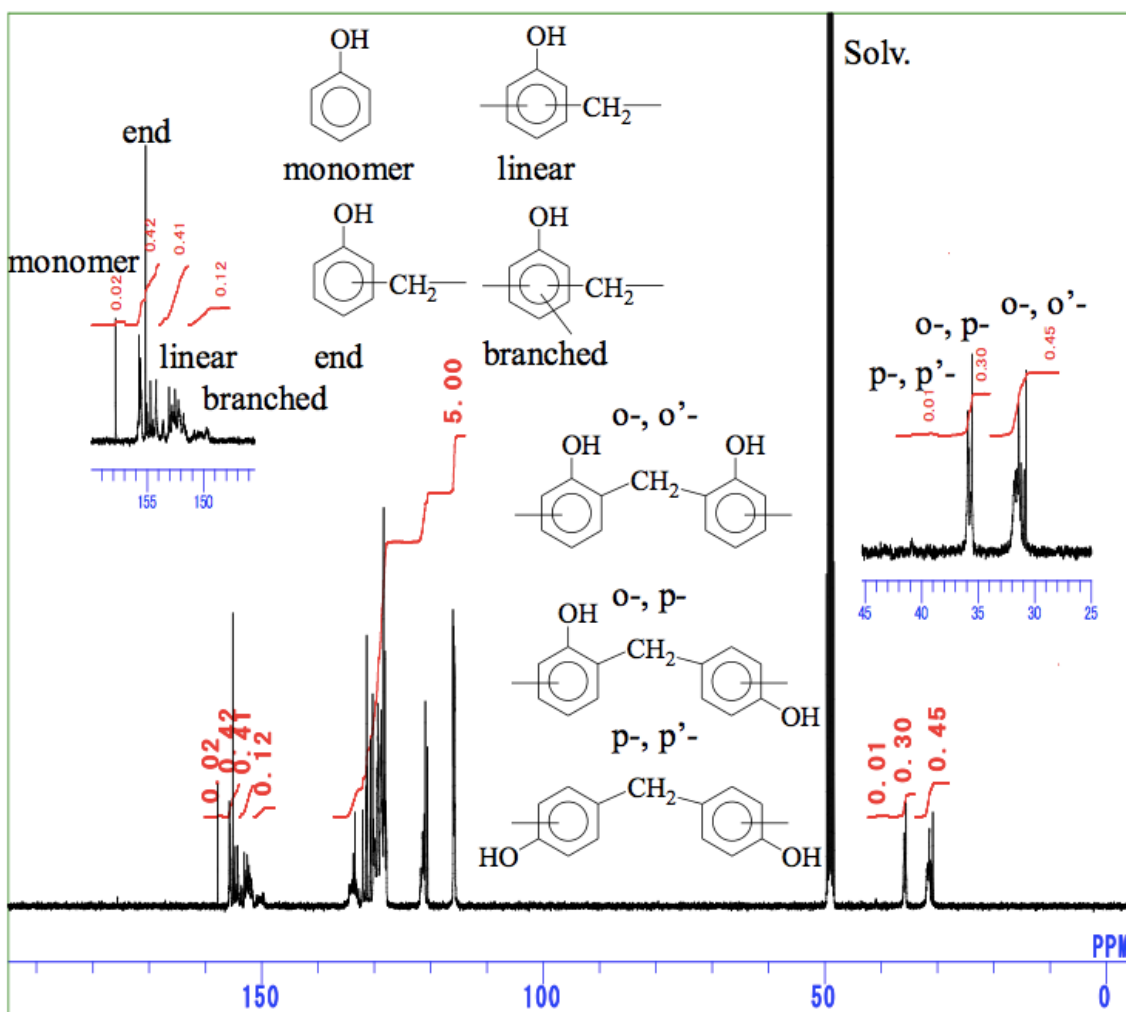 OH
OH
Solv.
CH2
end
monomer
linear
OH
OH
0.42
0.41
monomer
0.02
0.12
CH2
CH2
linear
end
branched
branched
5.00
o-, o'-
o-, p-
0.45
p-, p'-
0.30
0.01
o-, o'-
OH
OH
CH2
155
150
45
40
35
30
25
o-, p-
OH
CH2
OH
p-, p'-
CH2
HO
OH
0.02
0.42
0.41
0.12
0.01
0.30
0.45
PPM
150
100
50
0